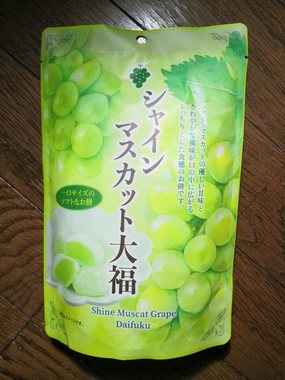 シャイン
マスカット大福
シャインマスカットの優しい甘味と
さわやかな風味が口の中に広がる
もっちりとした食感のお餅です。
一口サイズの
ソフトなお餅
Shine Muscat Grape
Daifuku